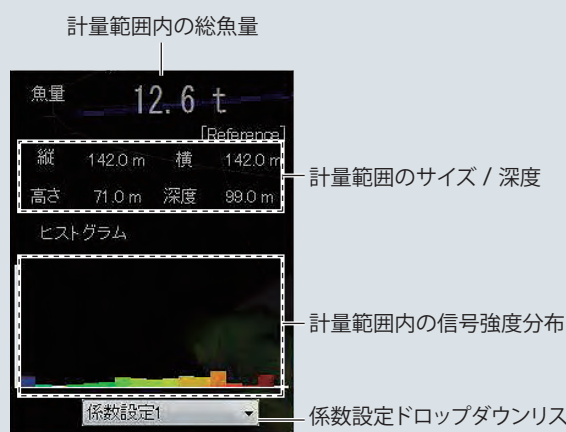 計量範囲内の総魚量
魚量 12.6 t
[Reference]
縦 142.0 m 横 142.0 m
高さ 71.0 m 深度 99.0 m
計量範囲のサイズ / 深度
ヒストグラム
計量範囲内の信号強度分布
係数設定1
係数設定ドロップダウンリス